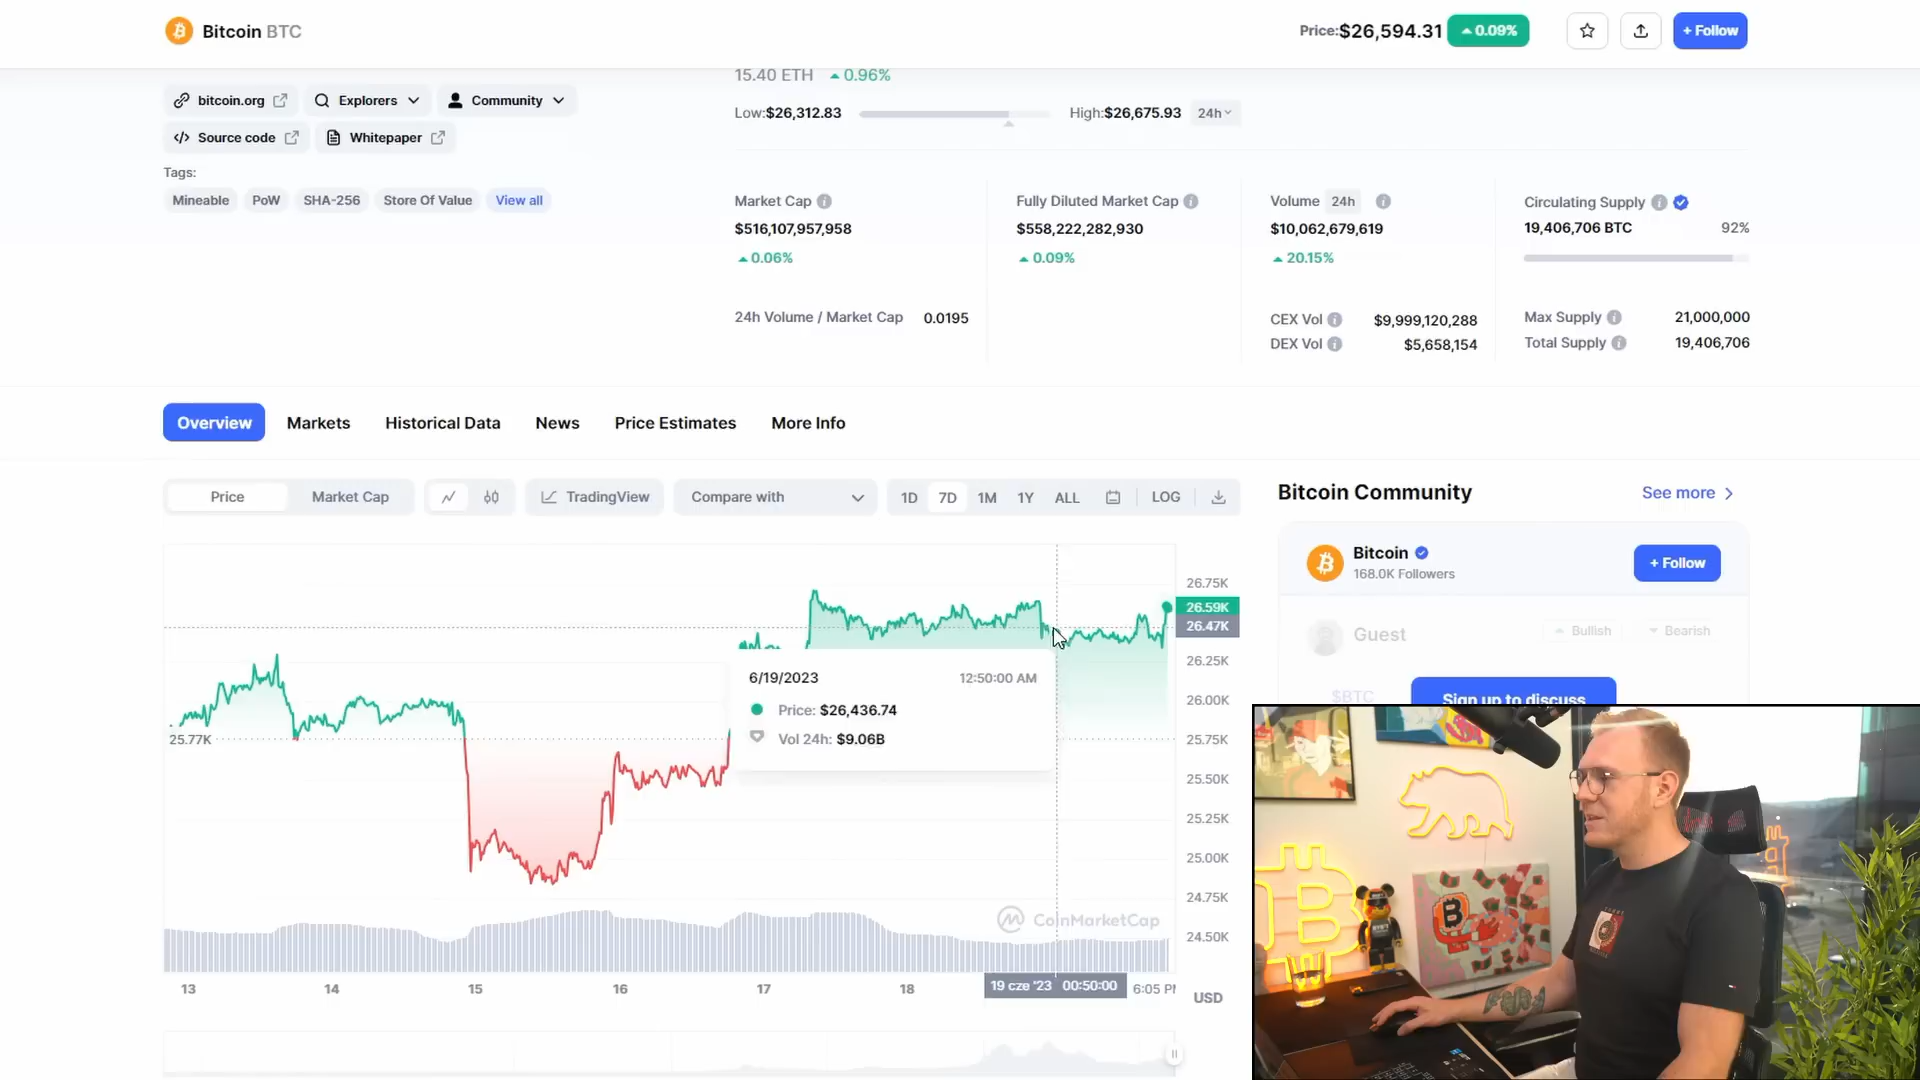 Bitcoin BTC
Price:$26,594.31
0.09%
+ Follow
15.40 ETH 0.96%
bitcoin.org
Explorers
Community
Low:$26,312.83
High:$26,675.93
24h
Source code
Whitepaper
Tags:
Mineable
PoW
SHA-256
Store Of Value
View all
Market Cap
$516,107,957,958
0.06%
24h Volume / Market Cap 0.0195
Fully Diluted Market Cap
$558,222,282,930
0.09%
Volume 24h
$10,062,679,619
20.15%
CEX Vol $9,999,120,288
DEX Vol $5,658,154
Circulating Supply
19,406,706 BTC 92%
Max Supply 21,000,000
Total Supply 19,406,706
Overview
Markets
Historical Data
News
Price Estimates
More Info
Price
Market Cap
TradingView
Compare with
1D
7D
1M
1Y
ALL
LOG
Bitcoin Community
See more
Bitcoin
168.0K Followers
+ Follow
Guest
Bullish
Bearish
$BTC
Sign up to discuss
26.75K
26.59K
26.47K
26.25K
26.00K
25.75K
25.50K
25.25K
25.00K
24.75K
24.50K
25.77K
6/19/2023 12:50:00 AM
Price: $26,436.74
Vol 24h: $9.06B
CoinMarketCap
13
14
15
16
17
18
19 cze '23 00:50:00
6:05 PM
USD